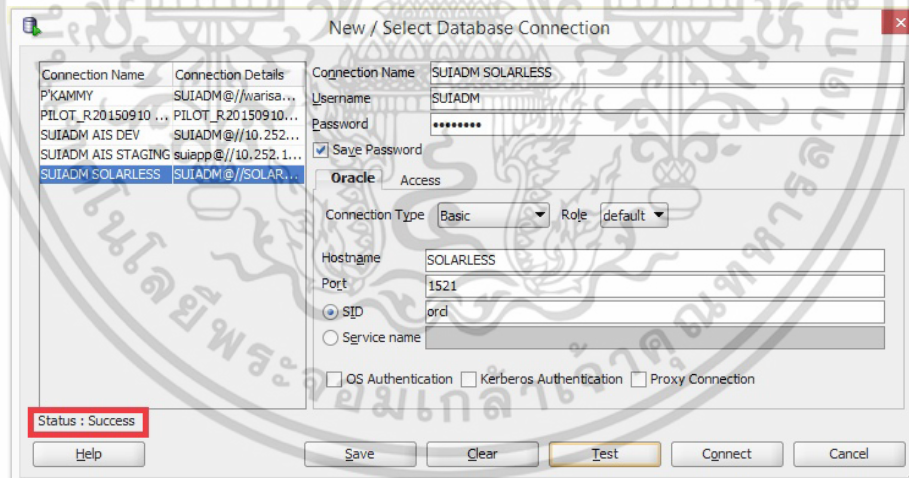 New / Select Database Connection
Connection Name Connection Details
P'KAMMY SUIADM@//warisa...
PILOT_R20150910 ... PILOT_R20150910...
SUIADM AIS DEV SUIADM@//10.252...
SUIADM AIS STAGING suiapp@//10.252.1...
SUIADM SOLARLESS SUIADM@//SOLAR...
Connection Name SUIADM SOLARLESS
Username SUIADM
Password ••••••••
Save Password
Oracle Access
Connection Type Basic Role default
Hostname SOLARLESS
Port 1521
SID orcl
Service name
OS Authentication Kerberos Authentication Proxy Connection
Status : Success
Help Save Clear Test Connect Cancel